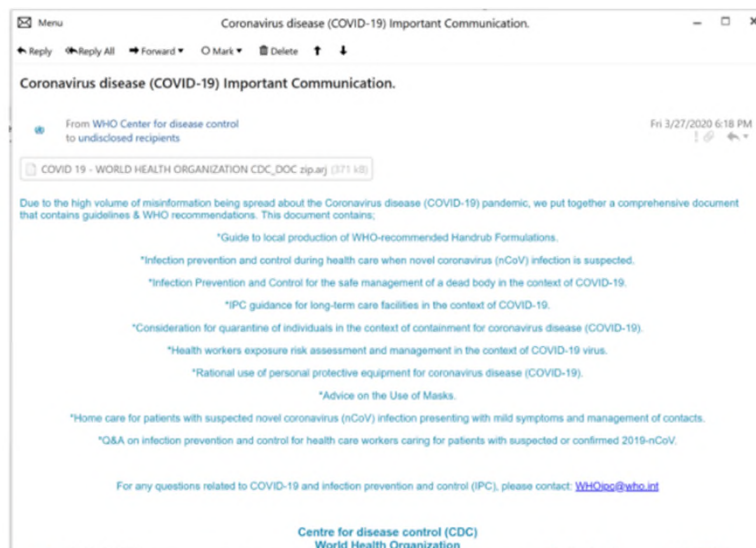 Menu
Coronavirus disease (COVID-19) Important Communication.
Reply Reply All Forward Mark Delete
Coronavirus disease (COVID-19) Important Communication.
From WHO Center for disease control
Fri 3/27/2020 6:18 PM
to undisclosed recipients
COVID 19 - WORLD HEALTH ORGANIZATION CDC_DOC zip.arj (371 kB)
Due to the high volume of misinformation being spread about the Coronavirus disease (COVID-19) pandemic, we put together a comprehensive document
that contains guidelines & WHO recommendations. This document contains;
*Guide to local production of WHO-recommended Handrub Formulations.
*Infection prevention and control during health care when novel coronavirus (nCoV) infection is suspected.
*Infection Prevention and Control for the safe management of a dead body in the context of COVID-19.
*IPC guidance for long-term care facilities in the context of COVID-19.
*Consideration for quarantine of individuals in the context of containment for coronavirus disease (COVID-19).
*Health workers exposure risk assessment and management in the context of COVID-19 virus.
*Rational use of personal protective equipment for coronavirus disease (COVID-19).
*Advice on the Use of Masks.
*Home care for patients with suspected novel coronavirus (nCoV) infection presenting with mild symptoms and management of contacts.
*Q&A on infection prevention and control for health care workers caring for patients with suspected or confirmed 2019-nCoV.
For any questions related to COVID-19 and infection prevention and control (IPC), please contact: WHOipc@who.int
Centre for disease control (CDC)
World Health Organization